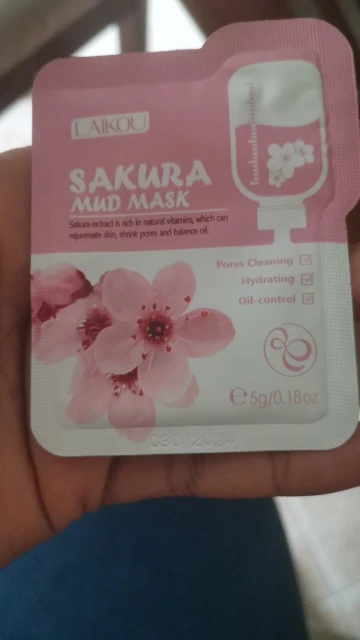 LAIKOU
SAKURA
MUD MASK
Sakura extract is rich in natural vitamins, which can
rejuvenate skin, shrink pores and balance oil.
Pores Cleaning ☑
Hydrating ☑
Oil-control ☑
℮5g/0.18oz